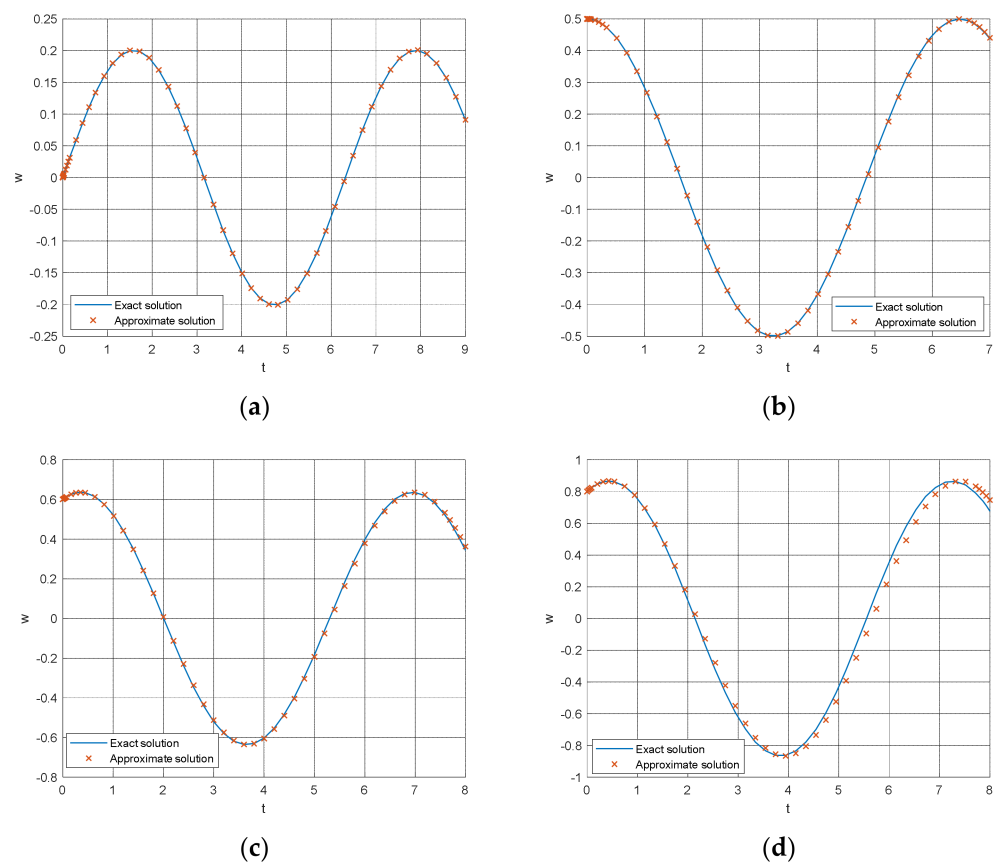 0.25
0.2
0.15
0.1
0.05
0
-0.05
-0.1
-0.15
-0.2
-0.25
w
Exact solution
Approximate solution
0 1 2 3 4 5 6 7 8 9
t
(a)
0.5
0.4
0.3
0.2
0.1
0
-0.1
-0.2
-0.3
-0.4
-0.5
w
Exact solution
Approximate solution
0 1 2 3 4 5 6 7
t
(b)
0.8
0.6
0.4
0.2
0
-0.2
-0.4
-0.6
-0.8
w
Exact solution
Approximate solution
0 1 2 3 4 5 6 7 8
t
(c)
1
0.8
0.6
0.4
0.2
0
-0.2
-0.4
-0.6
-0.8
-1
w
Exact solution
Approximate solution
0 1 2 3 4 5 6 7 8
t
(d)